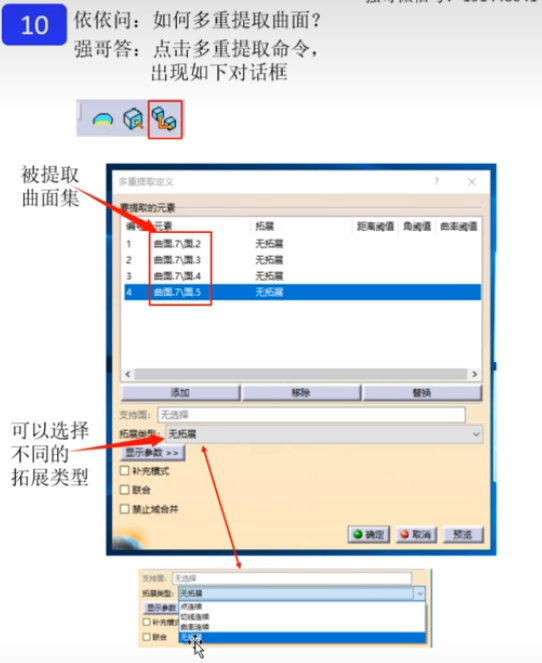 10
依依问：如何多重提取曲面？
强哥答：点击多重提取命令，
出现如下对话框
被提取
曲面集
多重提取定义
? ×
要提取的元素
编号 元素 拓展 距离阈值 角阈值 曲率阈值
1 曲面.7\面.2 无拓展
2 曲面.7\面.3 无拓展
3 曲面.7\面.4 无拓展
4 曲面.7\面.5 无拓展
添加 移除 替换
支持面： 无选择
拓展类型： 无拓展
显示参数 >>
补充模式
联合
禁止域合并
确定 取消 预览
可以选择
不同的
拓展类型
支持面： 无选择
拓展类型： 无拓展
显示参数 点连续
切线连续
补充模 曲率连续
联合